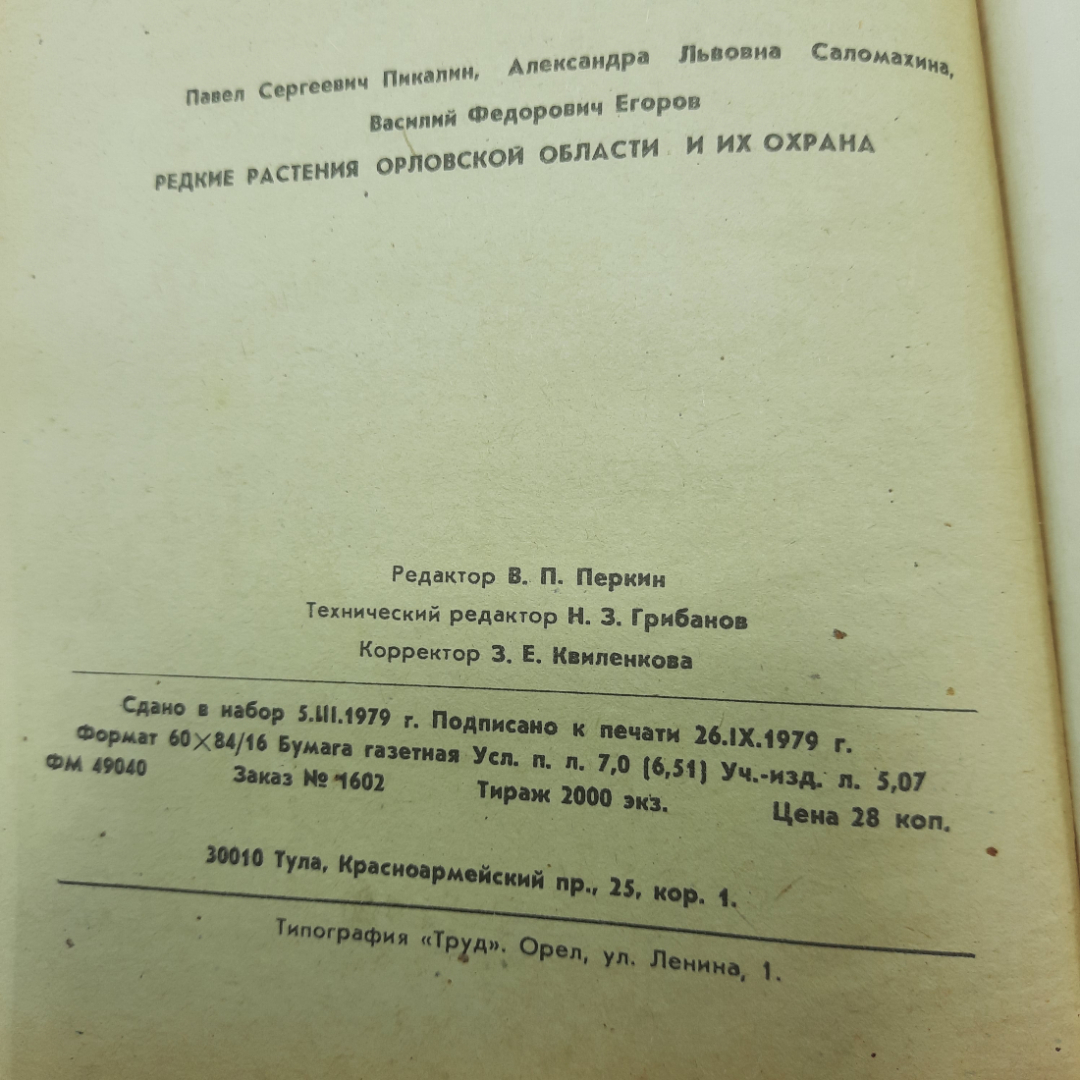 Павел Сергеевич Пикалин, Александра Львовна Саломахина,
Василий Федорович Егоров
РЕДКИЕ РАСТЕНИЯ ОРЛОВСКОЙ ОБЛАСТИ И ИХ ОХРАНА
Редактор В. П. Перкин
Технический редактор Н. З. Грибанов
Корректор З. Е. Квиленкова
Сдано в набор 5.III.1979 г. Подписано к печати 26.IX.1979 г.
Формат 60×84/16 Бумага газетная Усл. п. л. 7,0 (6,51) Уч.-изд. л. 5,07
ФМ 49040 Заказ № 1602 Тираж 2000 экз. Цена 28 коп.
30010 Тула, Красноармейский пр., 25, кор. 1.
Типография «Труд». Орел, ул. Ленина, 1.